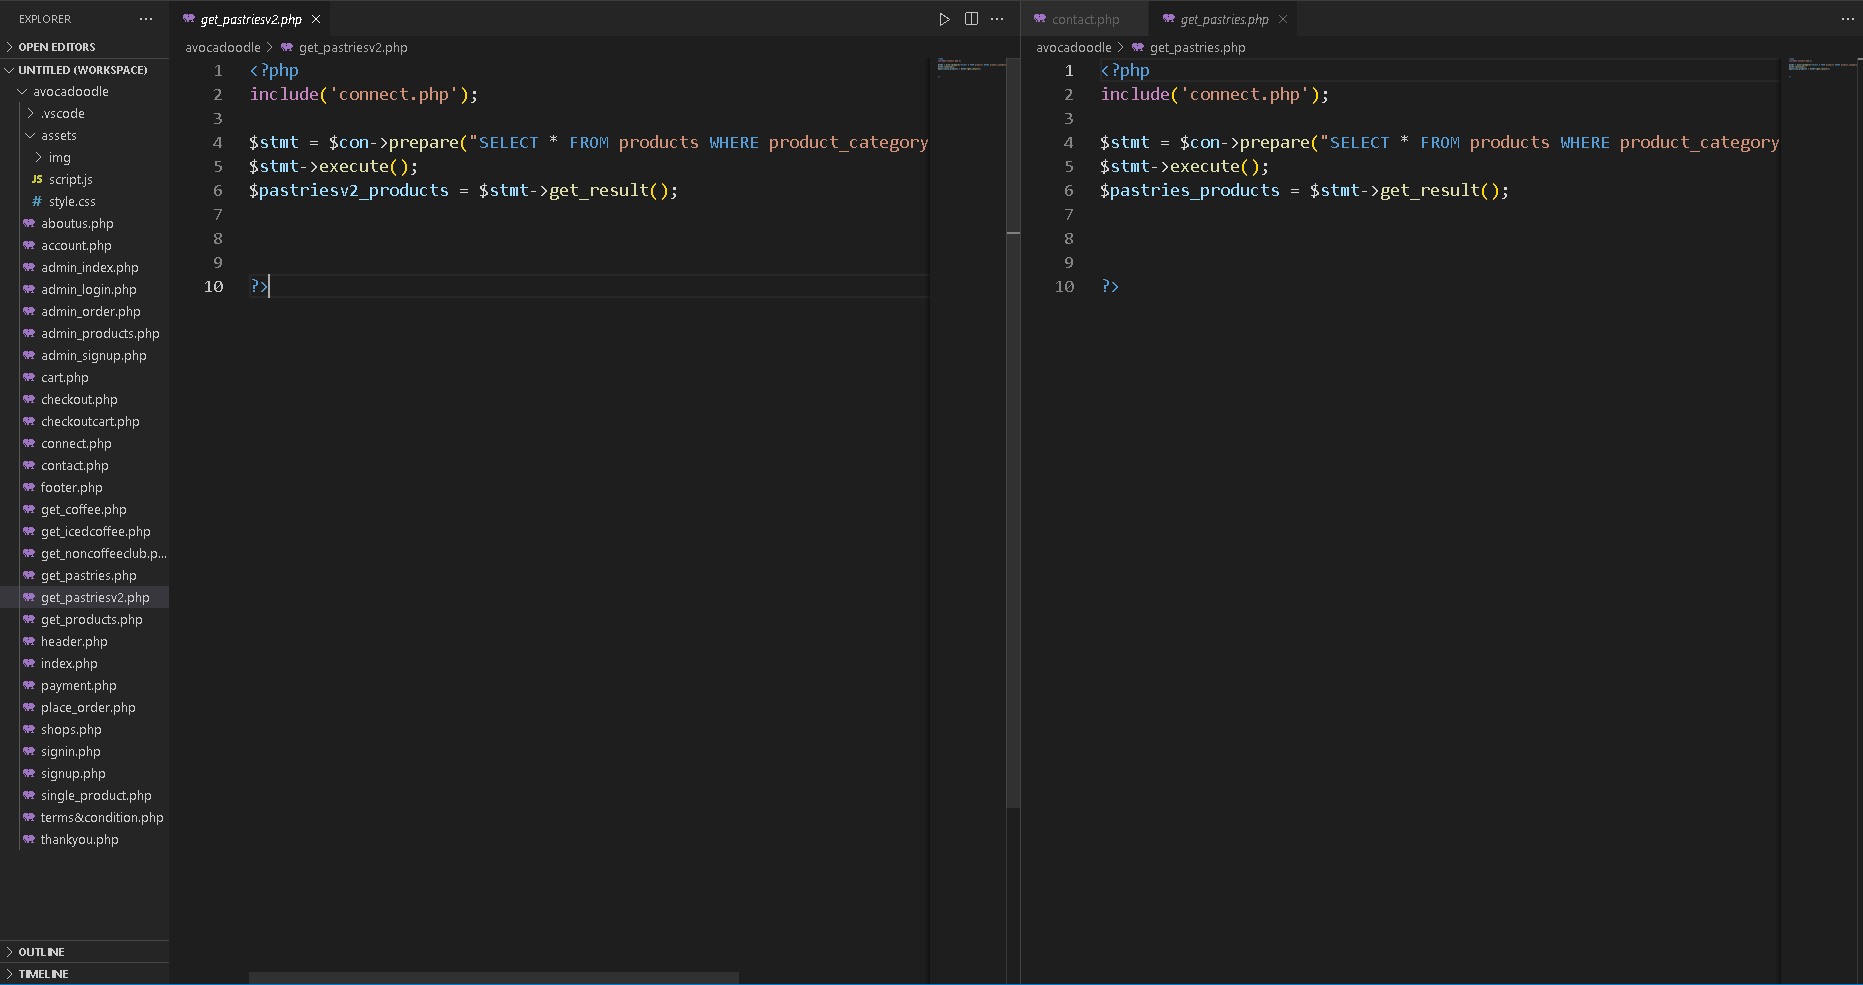 EXPLORER
OPEN EDITORS
UNTITLED (WORKSPACE)
avocadoodle
.vscode
assets
img
JS script.js
# style.css
aboutus.php
account.php
admin_index.php
admin_login.php
admin_order.php
admin_products.php
admin_signup.php
cart.php
checkout.php
checkoutcart.php
connect.php
contact.php
footer.php
get_coffee.php
get_icedcoffee.php
get_noncoffeeclub.p...
get_pastries.php
get_pastriesv2.php
get_products.php
header.php
index.php
payment.php
place_order.php
shops.php
signin.php
signup.php
single_product.php
terms&condition.php
thankyou.php
OUTLINE
TIMELINE
get_pastriesv2.php
avocadoodle > get_pastriesv2.php
1 <?php
2 include('connect.php');
3
4 $stmt = $con->prepare("SELECT * FROM products WHERE product_category
5 $stmt->execute();
6 $pastriesv2_products = $stmt->get_result();
7
8
9
10 ?>
contact.php
get_pastries.php
avocadoodle > get_pastries.php
1 <?php
2 include('connect.php');
3
4 $stmt = $con->prepare("SELECT * FROM products WHERE product_category
5 $stmt->execute();
6 $pastries_products = $stmt->get_result();
7
8
9
10 ?>